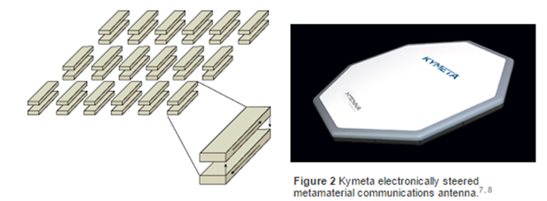 KYMETA
Figure 2 Kymeta electronically steered
metamaterial communications antenna.7, 8